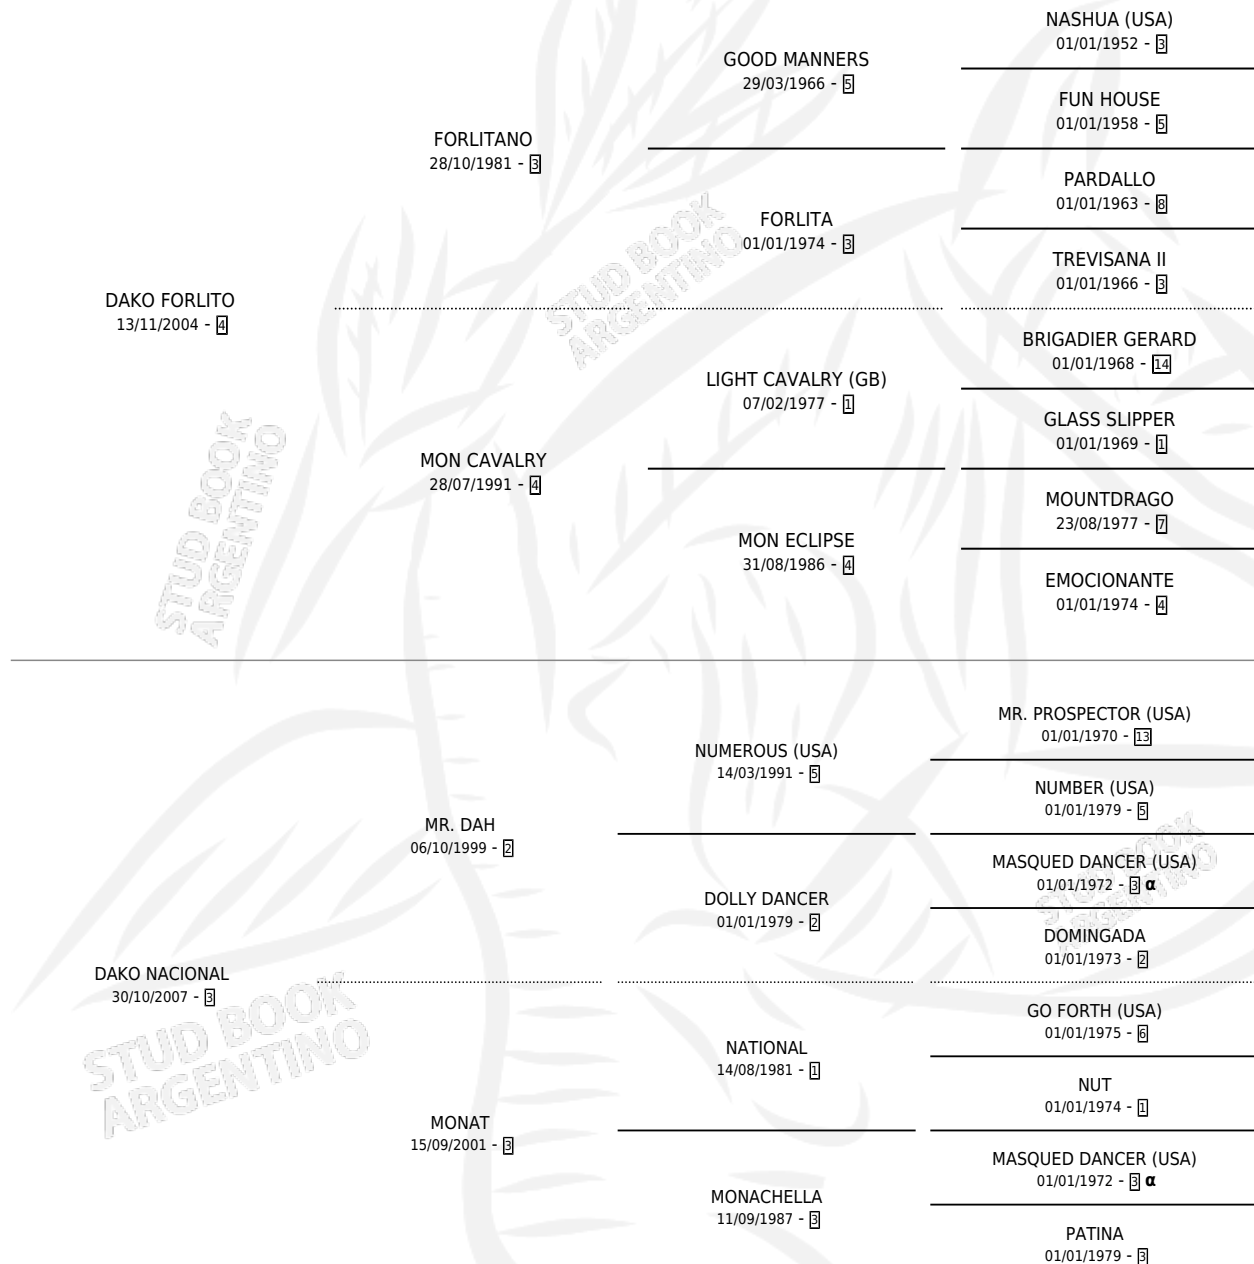 NASHUA (USA)
01/01/1952 - 3
GOOD MANNERS
29/03/1966 - 5
FUN HOUSE
01/01/1958 - 5
FORLITANO
28/10/1981 - 3
PARDALLO
01/01/1963 - 8
FORLITA
01/01/1974 - 3
TREVISANA II
01/01/1966 - 3
DAKO FORLITO
13/11/2004 - 4
BRIGADIER GERARD
01/01/1968 - 14
LIGHT CAVALRY (GB)
07/02/1977 - 1
GLASS SLIPPER
01/01/1969 - 1
MON CAVALRY
28/07/1991 - 4
MOUNTDRAGO
23/08/1977 - 7
MON ECLIPSE
31/08/1986 - 4
EMOCIONANTE
01/01/1974 - 4
STUD BOOK
ARGENTINO
STUD BOOK
ARGENTINO
MR. PROSPECTOR (USA)
01/01/1970 - 13
NUMEROUS (USA)
14/03/1991 - 5
NUMBER (USA)
01/01/1979 - 5
MR. DAH
06/10/1999 - 2
MASQUED DANCER (USA)
01/01/1972 - 3 α
DOLLY DANCER
01/01/1979 - 2
DOMINGADA
01/01/1973 - 2
DAKO NACIONAL
30/10/2007 - 3
GO FORTH (USA)
01/01/1975 - 6
NATIONAL
14/08/1981 - 1
NUT
01/01/1974 - 1
MONAT
15/09/2001 - 3
MASQUED DANCER (USA)
01/01/1972 - 3 α
MONACHELLA
11/09/1987 - 3
PATINA
01/01/1979 - 3
STUD BOOK
ARGENTINO
STUD BOOK
ARGENTINO